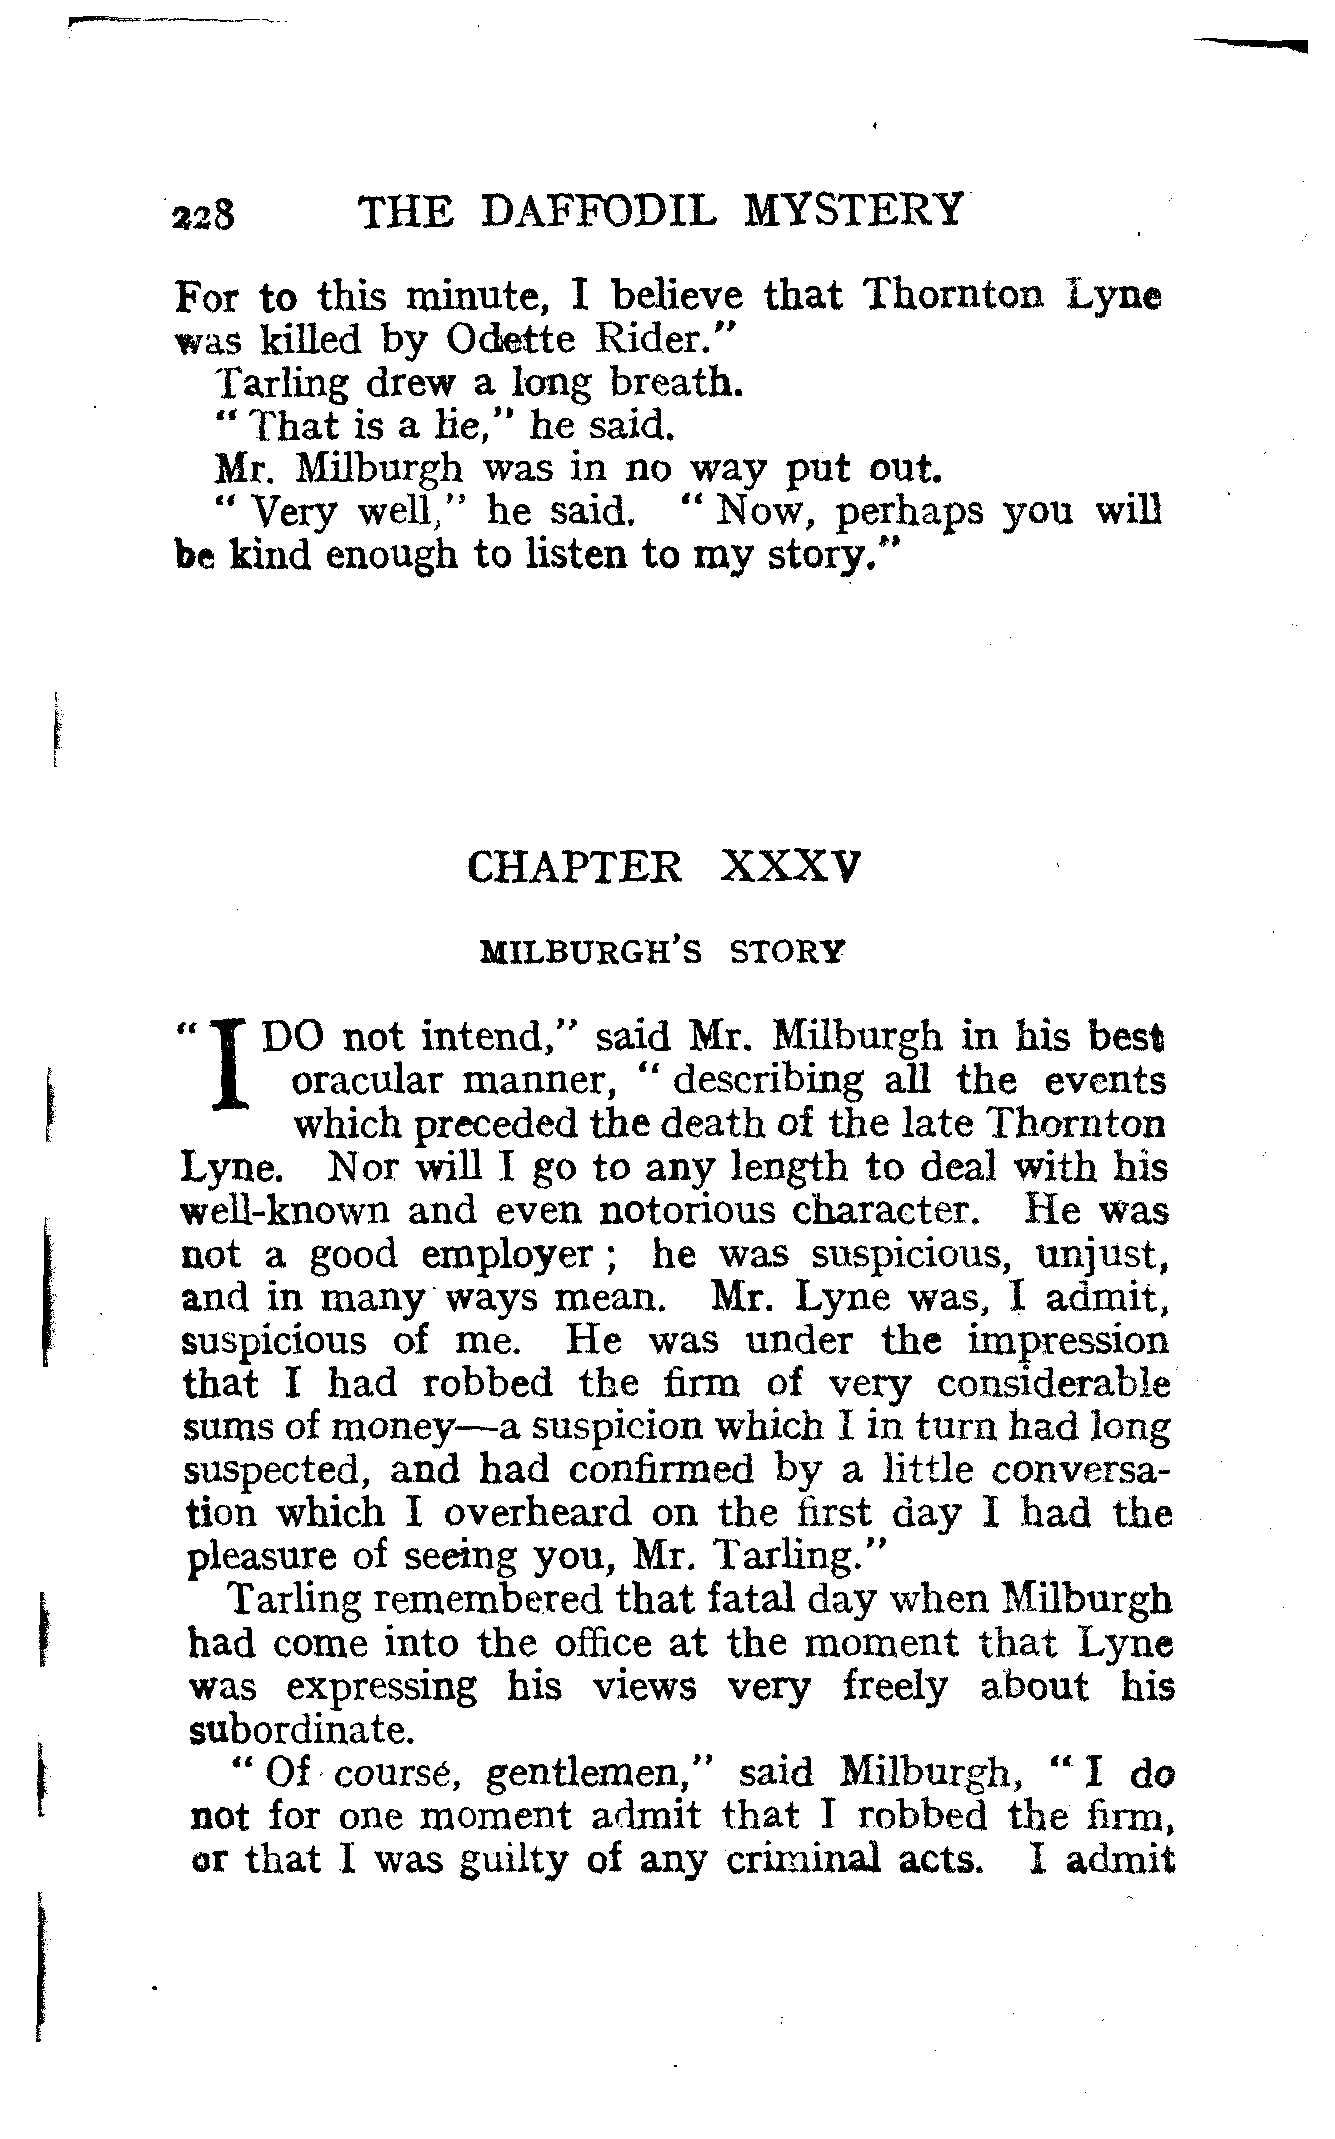 228 THE DAFFODIL MYSTERY
For to this minute, I believe that Thornton Lyne
was killed by Odette Rider."
Tarling drew a long breath.
"That is a lie," he said.
Mr. Milburgh was in no way put out.
"Very well," he said. "Now, perhaps you will
be kind enough to listen to my story."
CHAPTER XXXV
MILBURGH'S STORY
"I DO not intend," said Mr. Milburgh in his best
oracular manner, "describing all the events
which preceded the death of the late Thornton
Lyne. Nor will I go to any length to deal with his
well-known and even notorious character. He was
not a good employer; he was suspicious, unjust,
and in many ways mean. Mr. Lyne was, I admit,
suspicious of me. He was under the impression
that I had robbed the firm of very considerable
sums of money—a suspicion which I in turn had long
suspected, and had confirmed by a little conversa-
tion which I overheard on the first day I had the
pleasure of seeing you, Mr. Tarling."
Tarling remembered that fatal day when Milburgh
had come into the office at the moment that Lyne
was expressing his views very freely about his
subordinate.
"Of course, gentlemen," said Milburgh, "I do
not for one moment admit that I robbed the firm,
or that I was guilty of any criminal acts. I admit